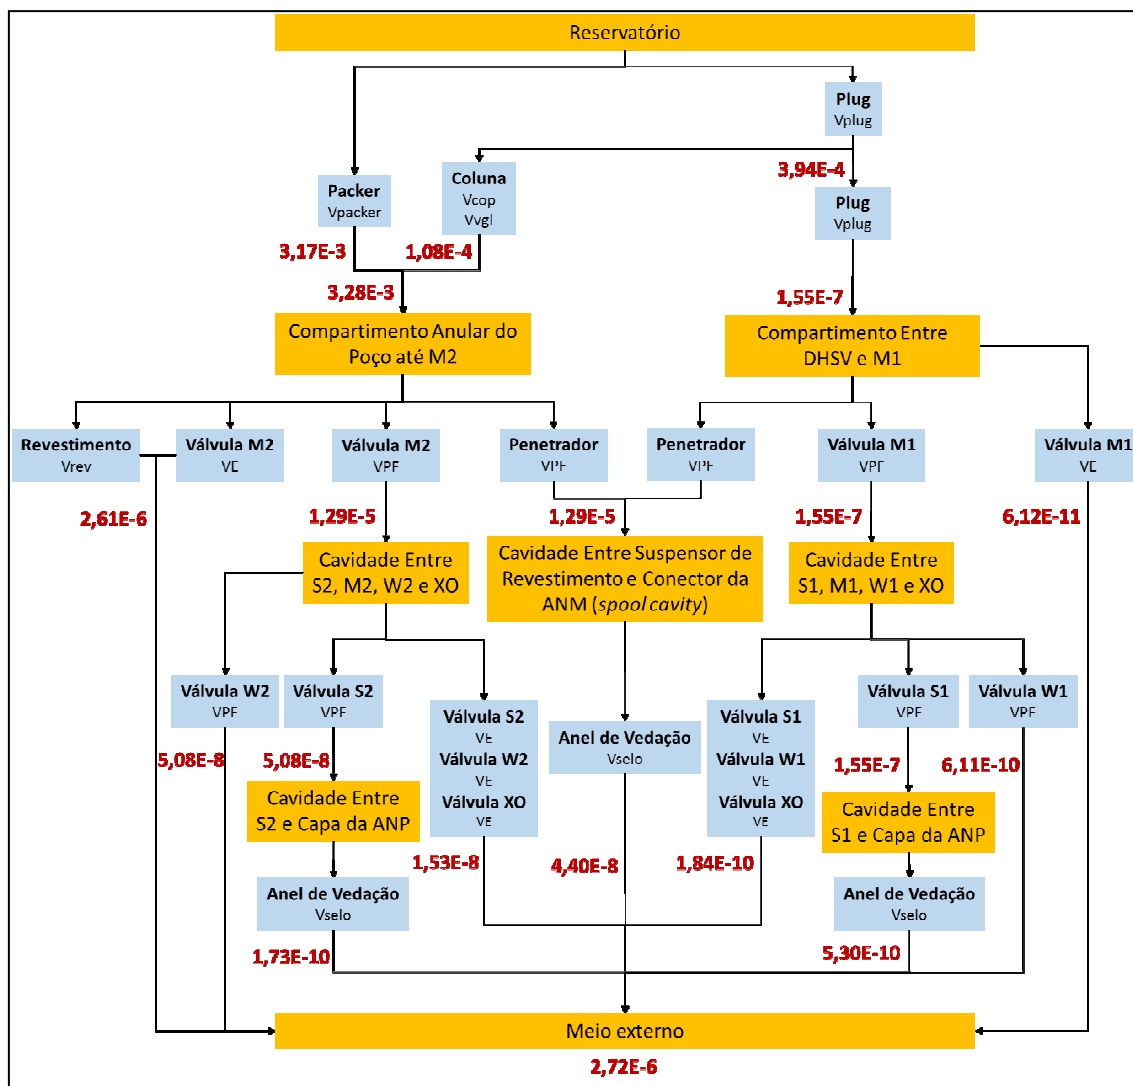 Reservatório
Plug
Vplug
3,94E-4
Packer
Vpacker
Coluna
Vcop
Vvgl
Plug
Vplug
3,17E-3
1,08E-4
3,28E-3
1,55E-7
Compartimento Anular do
Poço até M2
Compartimento Entre
DHSV e M1
Revestimento
Vrev
Válvula M2
VE
Válvula M2
VPF
Penetrador
VPF
Penetrador
VPF
Válvula M1
VPF
Válvula M1
VE
2,61E-6
1,29E-5
1,29E-5
1,55E-7
6,12E-11
Cavidade Entre
S2, M2, W2 e XO
Cavidade Entre Suspensor de
Revestimento e Conector da
ANM (spool cavity)
Cavidade Entre
S1, M1, W1 e XO
Válvula W2
VPF
Válvula S2
VPF
Válvula S2
VE
Válvula W2
VE
Válvula XO
VE
Anel de Vedação
Vselo
Válvula S1
VE
Válvula W1
VE
Válvula XO
VE
Válvula S1
VPF
Válvula W1
VPF
5,08E-8
5,08E-8
1,55E-7
6,11E-10
Cavidade Entre
S2 e Capa da ANP
Cavidade Entre
S1 e Capa da ANP
1,53E-8
4,40E-8
1,84E-10
Anel de Vedação
Vselo
Anel de Vedação
Vselo
1,73E-10
5,30E-10
Meio externo
2,72E-6